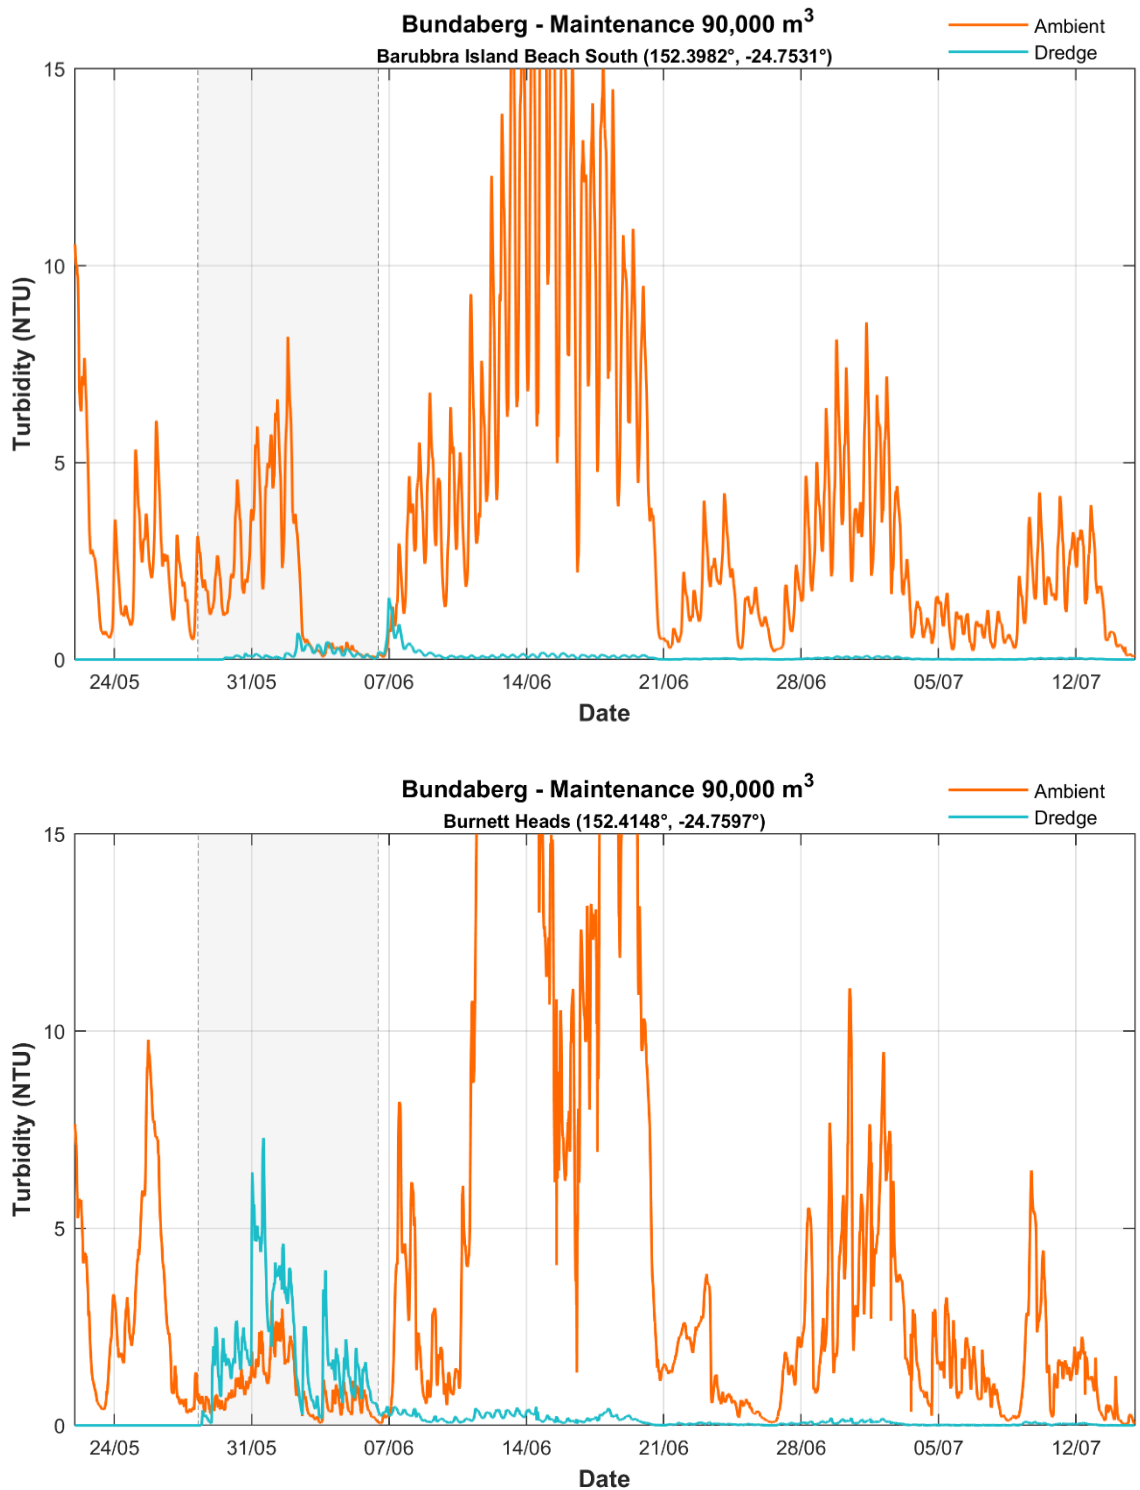 Bundaberg - Maintenance 90,000 m³
Barubbra Island Beach South (152.3982°, -24.7531°)
Ambient
Dredge
15
10
5
0
Turbidity (NTU)
24/05 31/05 07/06 14/06 21/06 28/06 05/07 12/07
Date
Bundaberg - Maintenance 90,000 m³
Burnett Heads (152.4148°, -24.7597°)
Ambient
Dredge
15
10
5
0
Turbidity (NTU)
24/05 31/05 07/06 14/06 21/06 28/06 05/07 12/07
Date